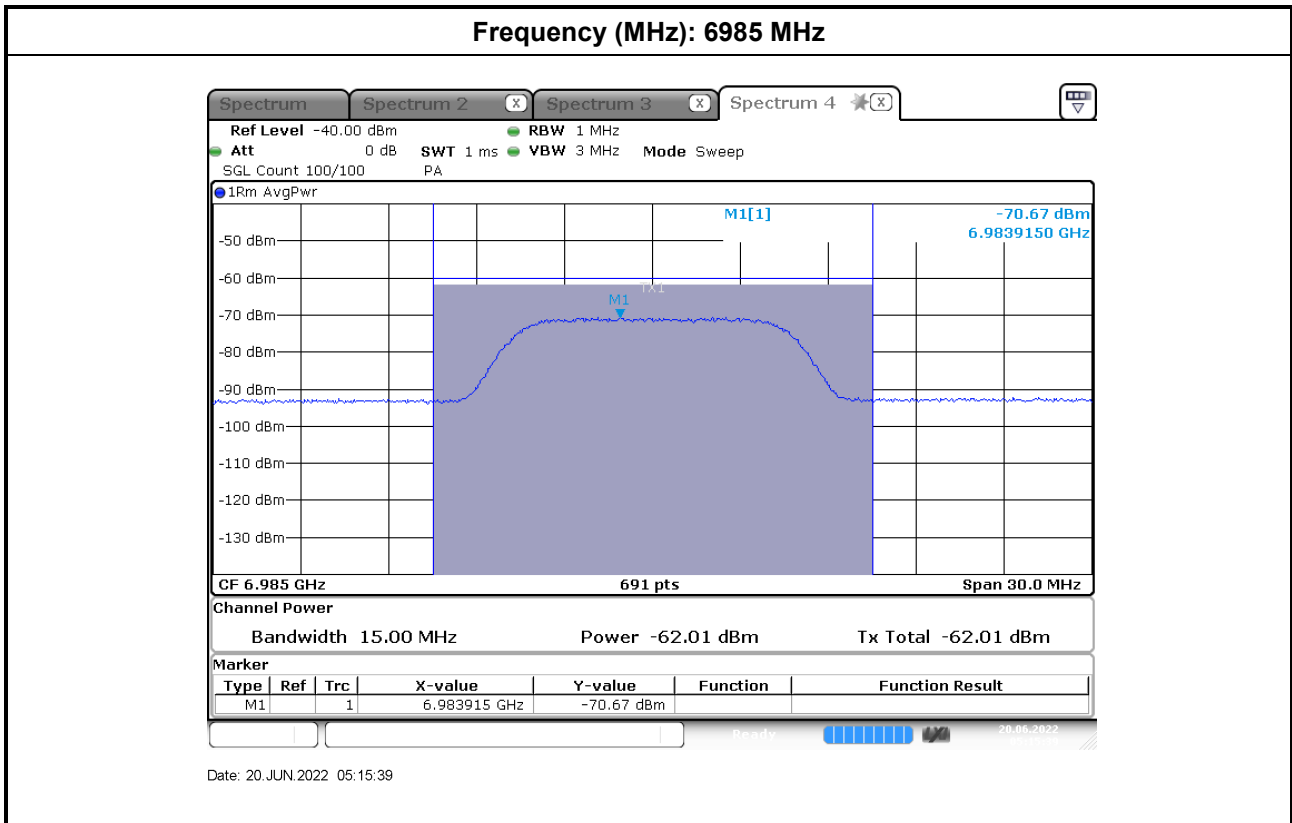 Frequency (MHz): 6985 MHz
Spectrum Spectrum 2 X Spectrum 3 X Spectrum 4 X
Ref Level -40.00 dBm RBW 1 MHz
Att 0 dB SWT 1 ms VBW 3 MHz Mode Sweep
SGL Count 100/100 PA
1Rm AvgPwr
M1[1] -70.67 dBm
6.9839150 GHz
-50 dBm
-60 dBm
TX1
M1
-70 dBm
-80 dBm
-90 dBm
-100 dBm
-110 dBm
-120 dBm
-130 dBm
CF 6.985 GHz 691 pts Span 30.0 MHz
Channel Power
Bandwidth 15.00 MHz Power -62.01 dBm Tx Total -62.01 dBm
Marker
Type Ref Trc X-value Y-value Function Function Result
M1 1 6.983915 GHz -70.67 dBm
Ready 20.06.2022
Date: 20.JUN.2022 05:15:39